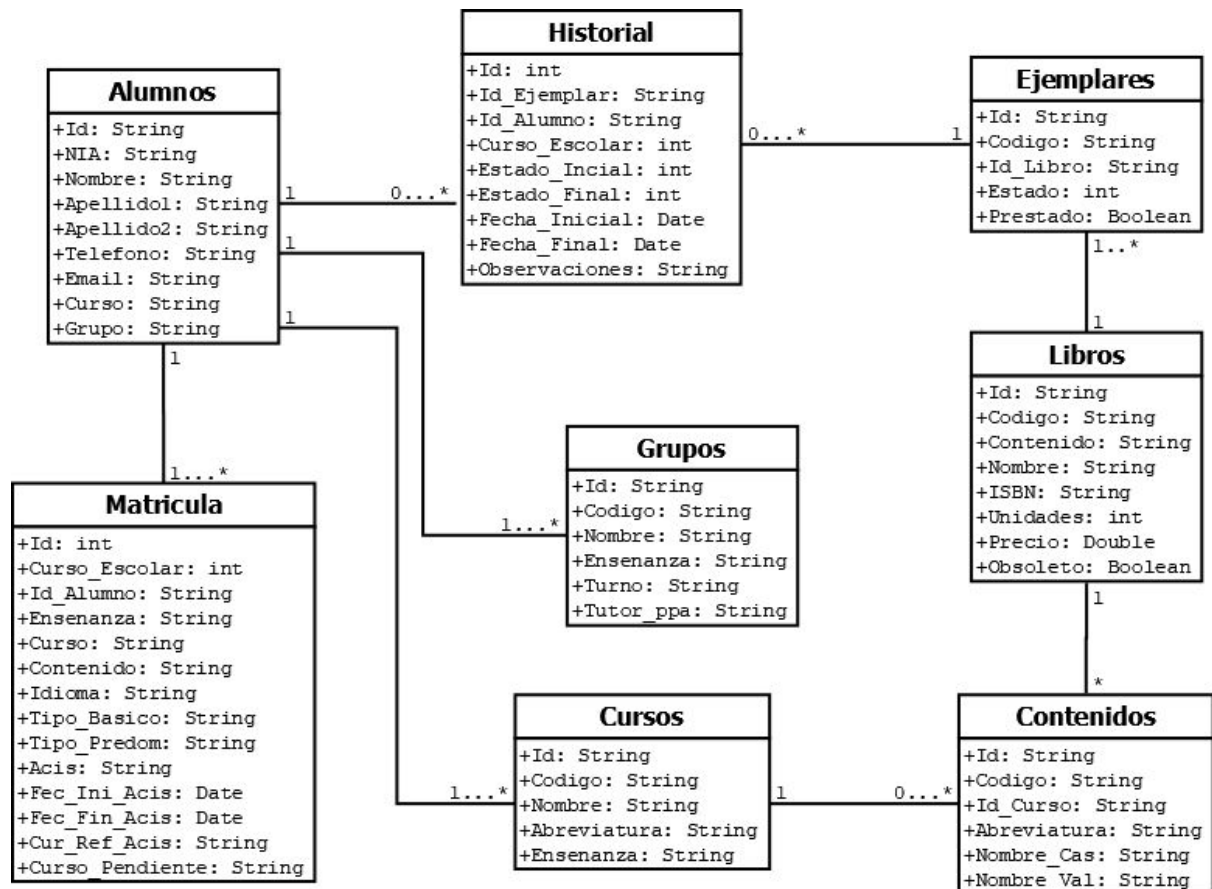 Historial
+Id: int
+Id_Ejemplar: String
+Id_Alumno: String
+Curso_Escolar: int
+Estado_Incial: int
+Estado_Final: int
+Fecha_Inicial: Date
+Fecha_Final: Date
+Observaciones: String
Alumnos
+Id: String
+NIA: String
+Nombre: String
+Apellido1: String
+Apellido2: String
+Telefono: String
+Email: String
+Curso: String
+Grupo: String
Ejemplares
+Id: String
+Codigo: String
+Id_Libro: String
+Estado: int
+Prestado: Boolean
0...*
1
1
0...*
1
1
1
1..*
1
Libros
+Id: String
+Codigo: String
+Contenido: String
+Nombre: String
+ISBN: String
+Unidades: int
+Precio: Double
+Obsoleto: Boolean
Grupos
+Id: String
+Codigo: String
+Nombre: String
+Ensenanza: String
+Turno: String
+Tutor_ppa: String
1...*
1...*
Matricula
+Id: int
+Curso_Escolar: int
+Id_Alumno: String
+Ensenanza: String
+Curso: String
+Contenido: String
+Idioma: String
+Tipo_Basico: String
+Tipo_Predom: String
+Acis: String
+Fec_Ini_Acis: Date
+Fec_Fin_Acis: Date
+Cur_Ref_Acis: String
+Curso_Pendiente: String
1
*
Cursos
+Id: String
+Codigo: String
+Nombre: String
+Abreviatura: String
+Ensenanza: String
1...*
1
0...*
Contenidos
+Id: String
+Codigo: String
+Id_Curso: String
+Abreviatura: String
+Nombre_Cas: String
+Nombre_Val: String